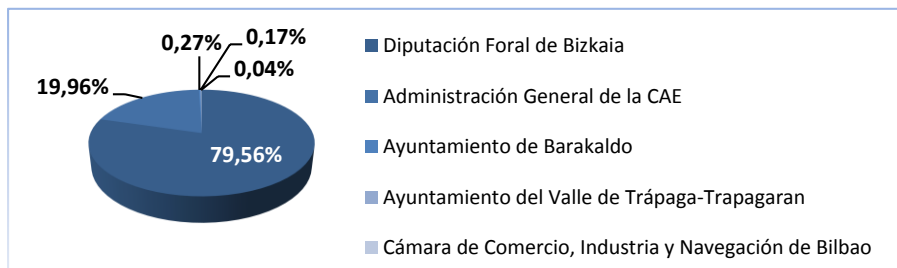 0,27%
0,17%
0,04%
19,96%
79,56%
Diputación Foral de Bizkaia
Administración General de la CAE
Ayuntamiento de Barakaldo
Ayuntamiento del Valle de Trápaga-Trapagaran
Cámara de Comercio, Industria y Navegación de Bilbao